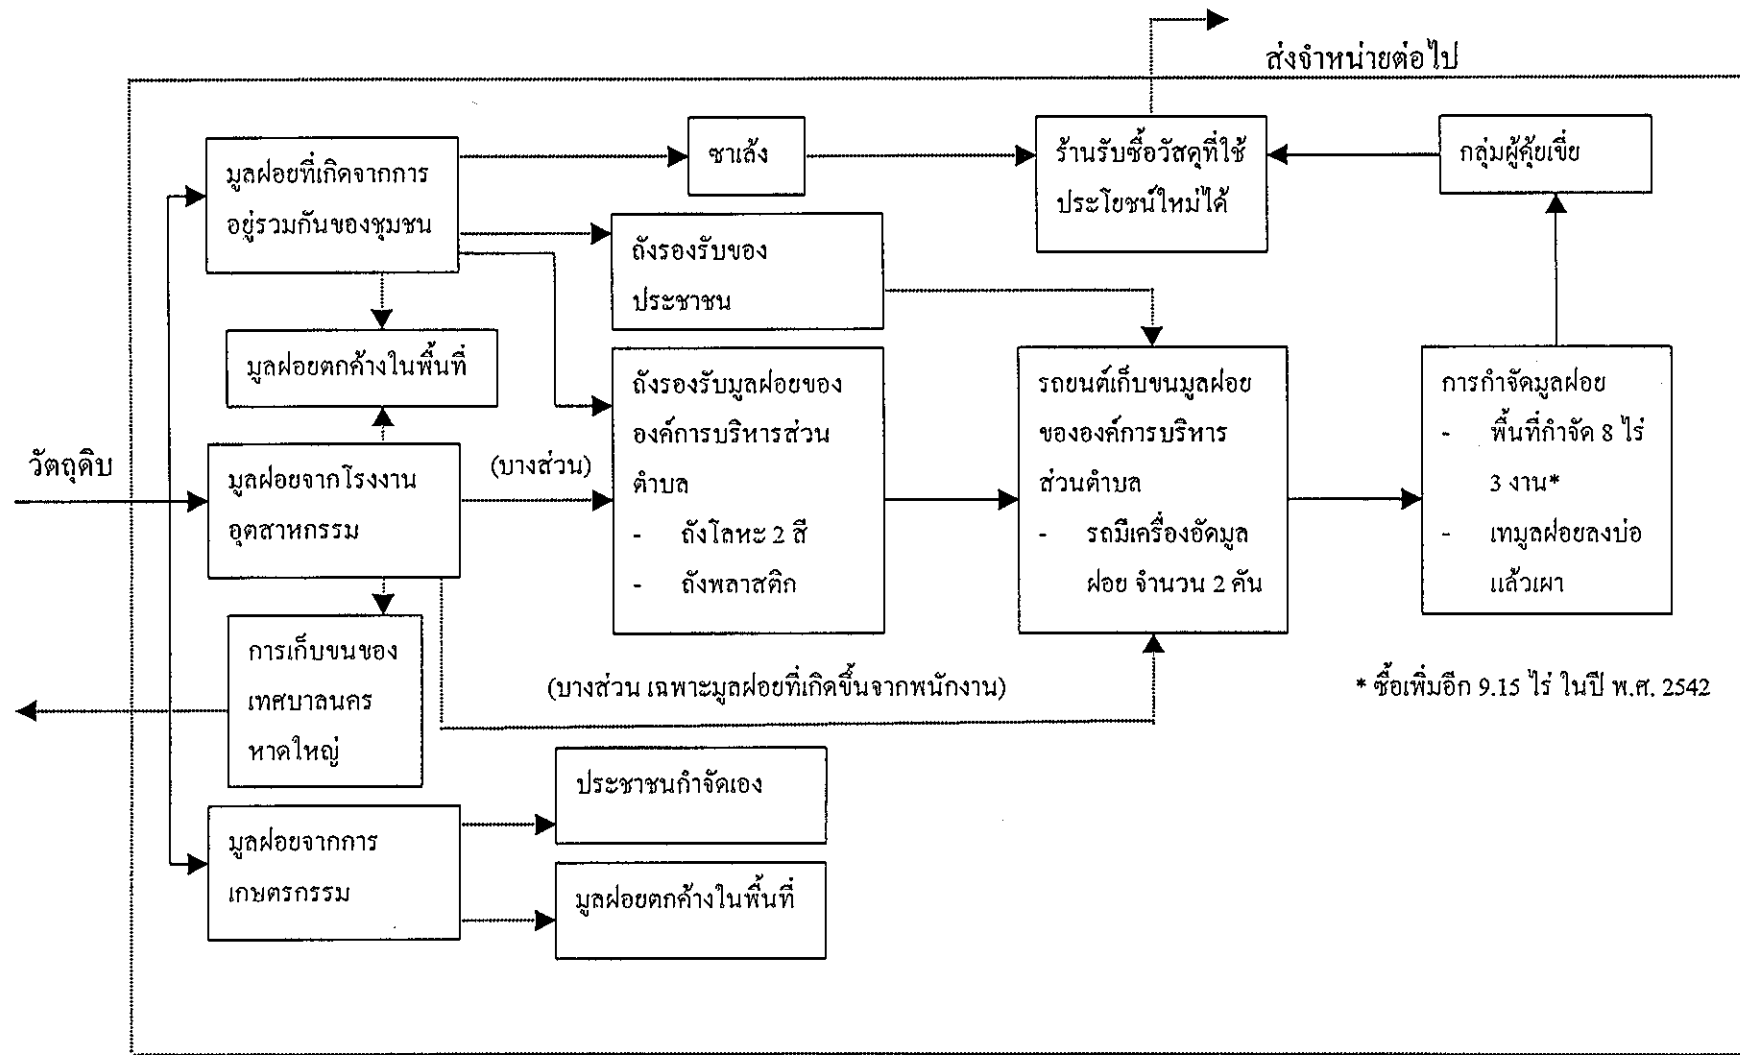 ส่งจำหน่ายต่อไป
มูลฝอยที่เกิดจากการ
อยู่รวมกันของชุมชน
ซาเล้ง
ร้านรับซื้อวัสดุที่ใช้
ประโยชน์ใหม่ได้
กลุ่มผู้คุ้ยเขี่ย
ถังรองรับของ
ประชาชน
มูลฝอยตกค้างในพื้นที่
ถังรองรับมูลฝอยของ
องค์การบริหารส่วน
ตำบล
- ถังโลหะ 2 สี
- ถังพลาสติก
รถยนต์เก็บขนมูลฝอย
ขององค์การบริหาร
ส่วนตำบล
- รถมีเครื่องอัดมูล
ฝอย จำนวน 2 คัน
การกำจัดมูลฝอย
- พื้นที่กำจัด 8 ไร่
3 งาน*
- เทมูลฝอยลงบ่อ
แล้วเผา
วัตถุดิบ
มูลฝอยจากโรงงาน
อุตสาหกรรม
(บางส่วน)
การเก็บขนของ
เทศบาลนคร
หาดใหญ่
(บางส่วน เฉพาะมูลฝอยที่เกิดขึ้นจากพนักงาน)
* ซื้อเพิ่มอีก 9.15 ไร่ ในปี พ.ศ. 2542
ประชาชนกำจัดเอง
มูลฝอยจากการ
เกษตรกรรม
มูลฝอยตกค้างในพื้นที่